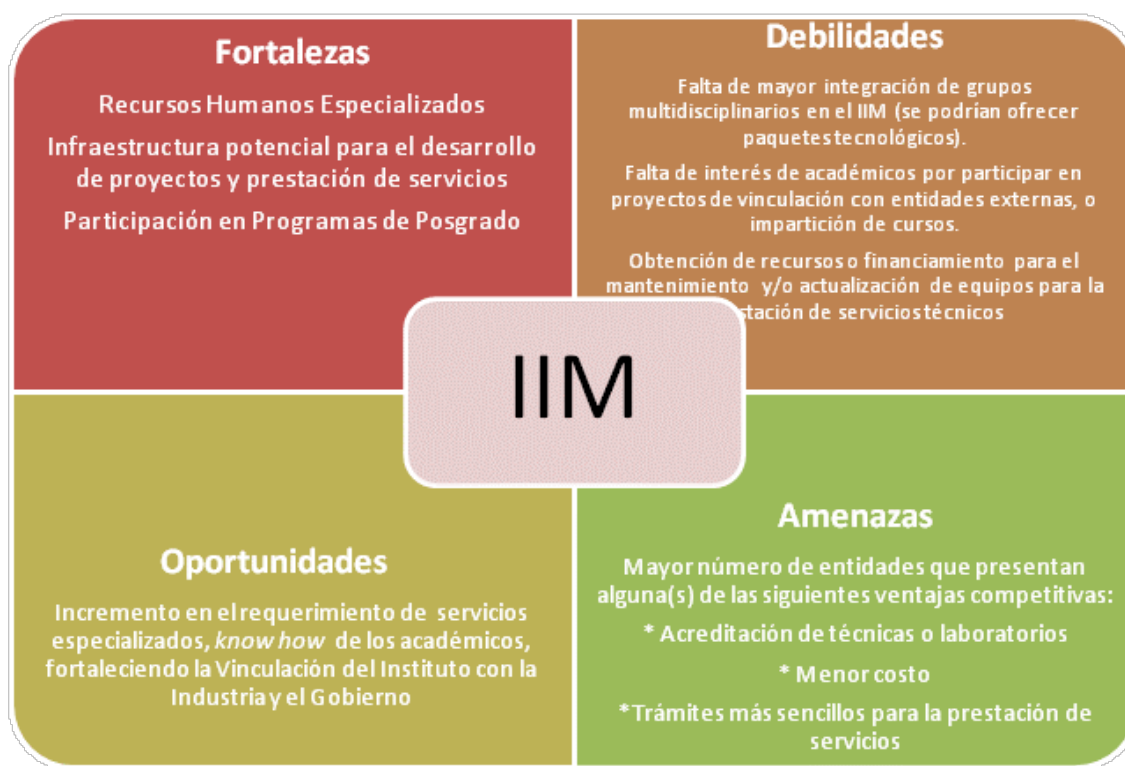 Fortalezas
Recursos Humanos Especializados
Infraestructura potencial para el desarrollo
de proyectos y prestación de servicios
Participación en Programas de Posgrado
Debilidades
Falta de mayor integración de grupos
multidisciplinarios en el IIM (se podrían ofrecer
paquetes tecnológicos).
Falta de interés de académicos por participar en
proyectos de vinculación con entidades externas, o
impartición de cursos.
Obtención de recursos o financiamiento para el
mantenimiento y/o actualización de equipos para la
stación de servicios técnicos
IIM
Oportunidades
Incremento en el requerimiento de servicios
especializados, know how de los académicos,
fortaleciendo la Vinculación del Instituto con la
Industria y el Gobierno
Amenazas
Mayor número de entidades que presentan
alguna(s) de las siguientes ventajas competitivas:
* Acreditación de técnicas o laboratorios
* Menor costo
*Trámites más sencillos para la prestación de
servicios